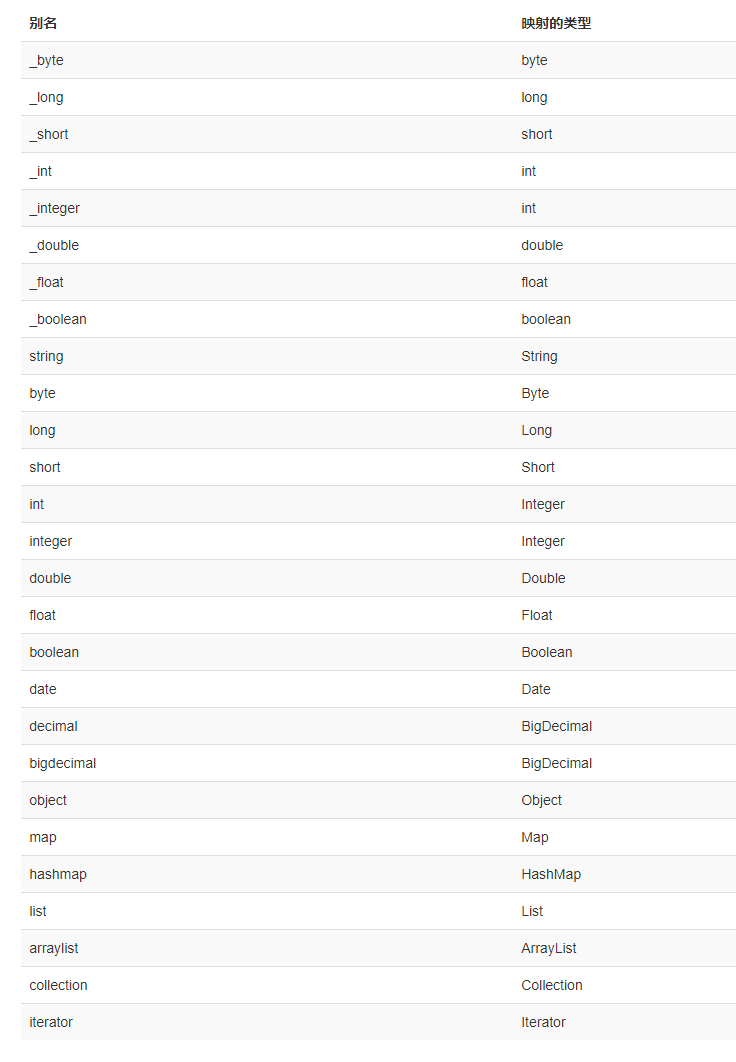 别名 映射的类型
_byte byte
_long long
_short short
_int int
_integer int
_double double
_float float
_boolean boolean
string String
byte Byte
long Long
short Short
int Integer
integer Integer
double Double
float Float
boolean Boolean
date Date
decimal BigDecimal
bigdecimal BigDecimal
object Object
map Map
hashmap HashMap
list List
arraylist ArrayList
collection Collection
iterator Iterator